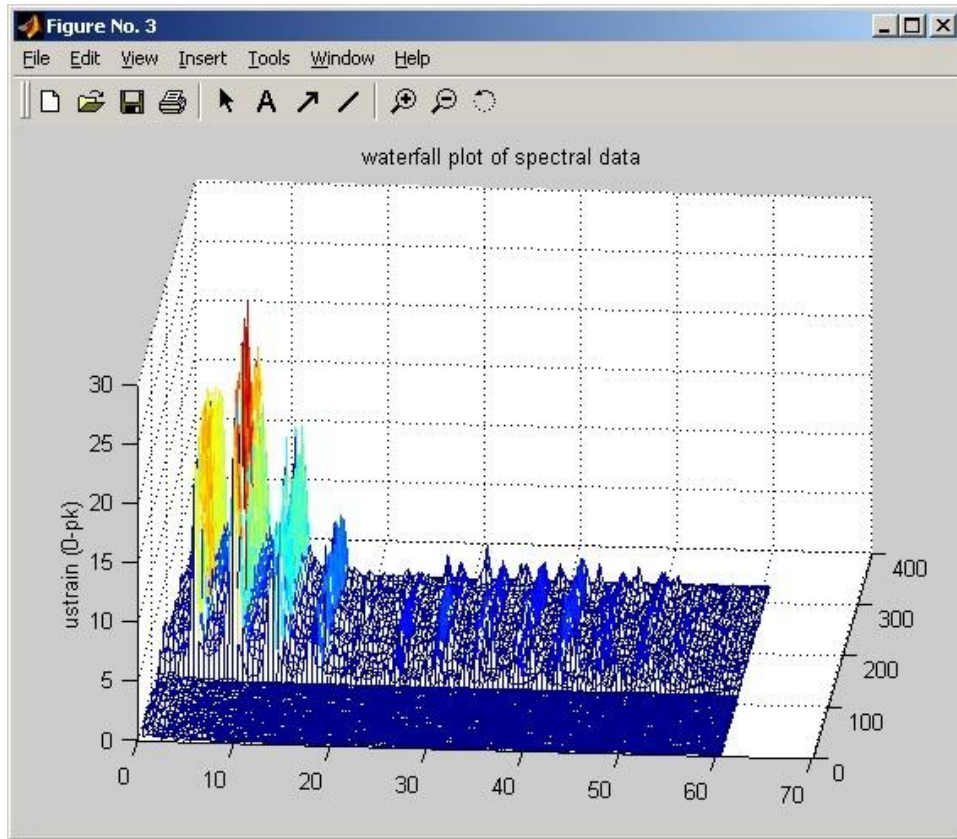 Figure No. 3
File Edit View Insert Tools Window Help
A
waterfall plot of spectral data
30
25
20
15
10
5
0
ustrain (0-pk)
0 10 20 30 40 50 60 70
400
300
200
100
0